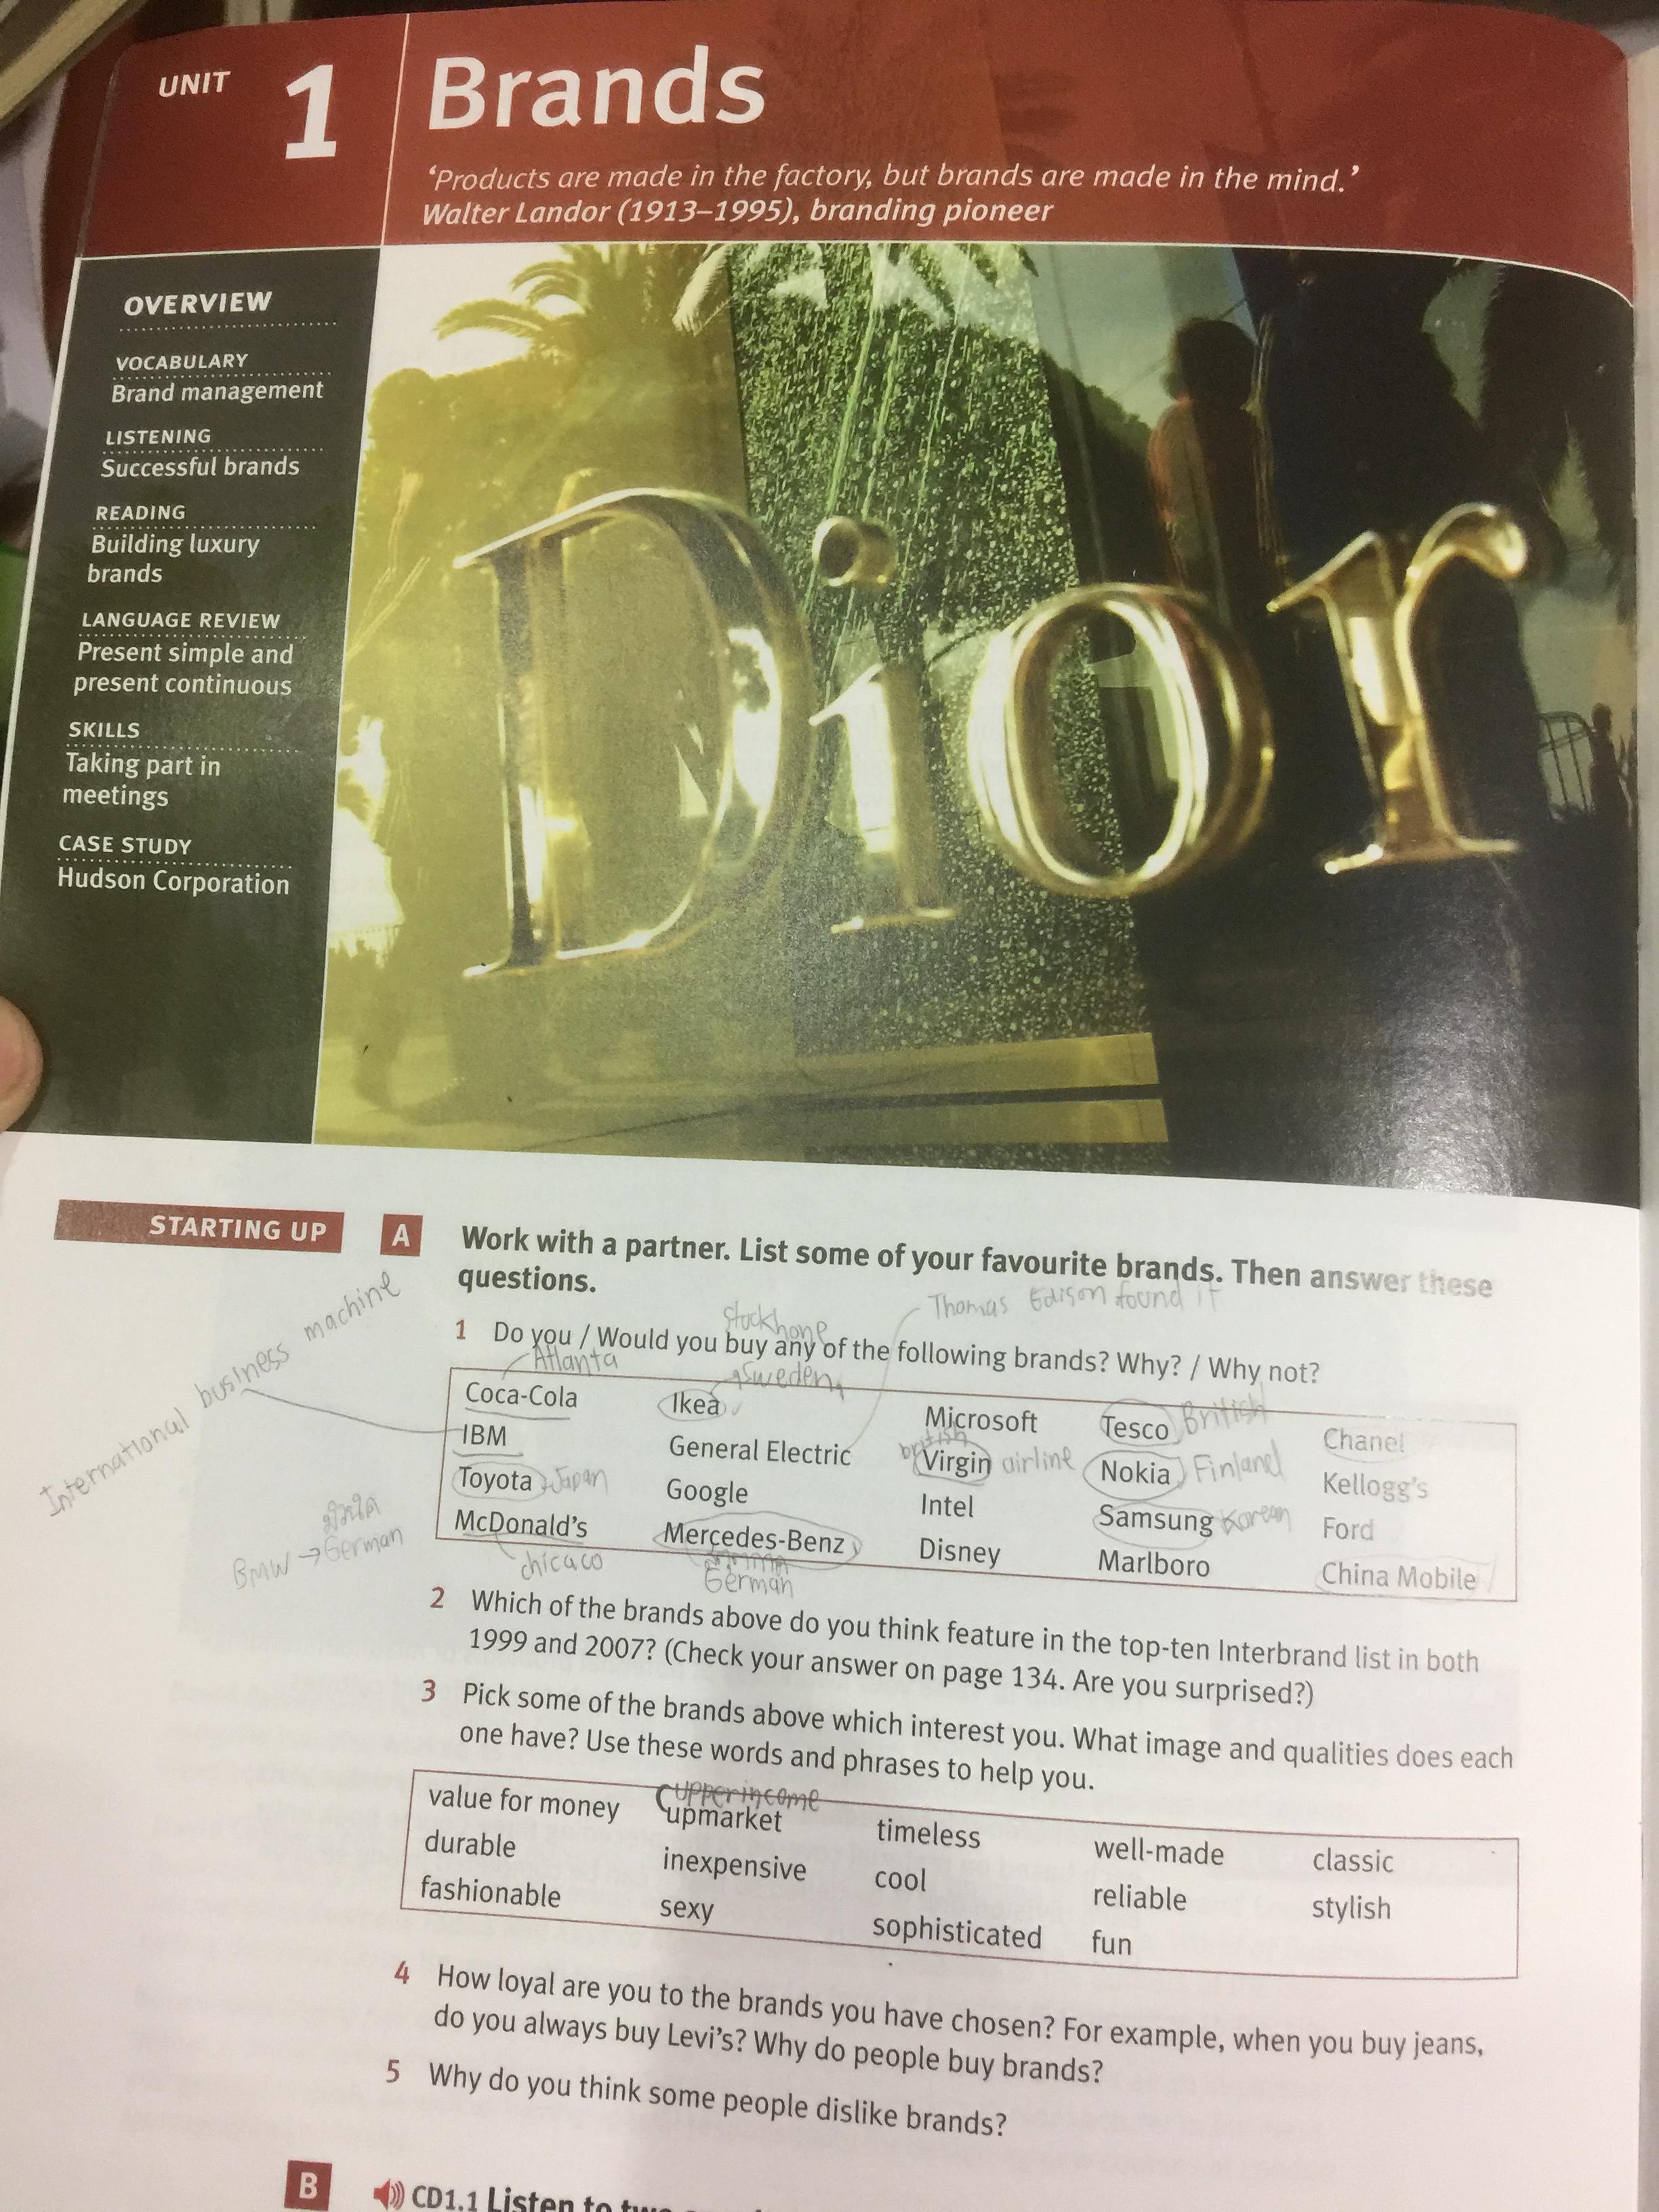 UNIT 1 Brands
‘Products are made in the factory, but brands are made in the mind.’
Walter Landor (1913–1995), branding pioneer
OVERVIEW
VOCABULARY
Brand management
LISTENING
Successful brands
READING
Building luxury
brands
LANGUAGE REVIEW
Present simple and
present continuous
SKILLS
Taking part in
meetings
CASE STUDY
Hudson Corporation
Dior
STARTING UP
A Work with a partner. List some of your favourite brands. Then answer these
questions.
Thomas Edison found it
stockhone
1 Do you / Would you buy any of the following brands? Why? / Why not?
Atlanta
Sweden
International business machine
Coca-Cola Ikea Microsoft Tesco British Chanel
british
IBM General Electric Virgin airline Nokia Finland Kellogg's
Toyota Japan Google Intel Samsung Korean Ford
McDonald's Mercedes-Benz Disney Marlboro China Mobile
chicaco
German
BMW → German
2 Which of the brands above do you think feature in the top-ten Interbrand list in both
1999 and 2007? (Check your answer on page 134. Are you surprised?)
3 Pick some of the brands above which interest you. What image and qualities does each
one have? Use these words and phrases to help you.
upperincome
value for money upmarket timeless well-made classic
durable inexpensive cool reliable stylish
fashionable sexy sophisticated fun
4 How loyal are you to the brands you have chosen? For example, when you buy jeans,
do you always buy Levi's? Why do people buy brands?
5 Why do you think some people dislike brands?
B CD1.1 Listen to two